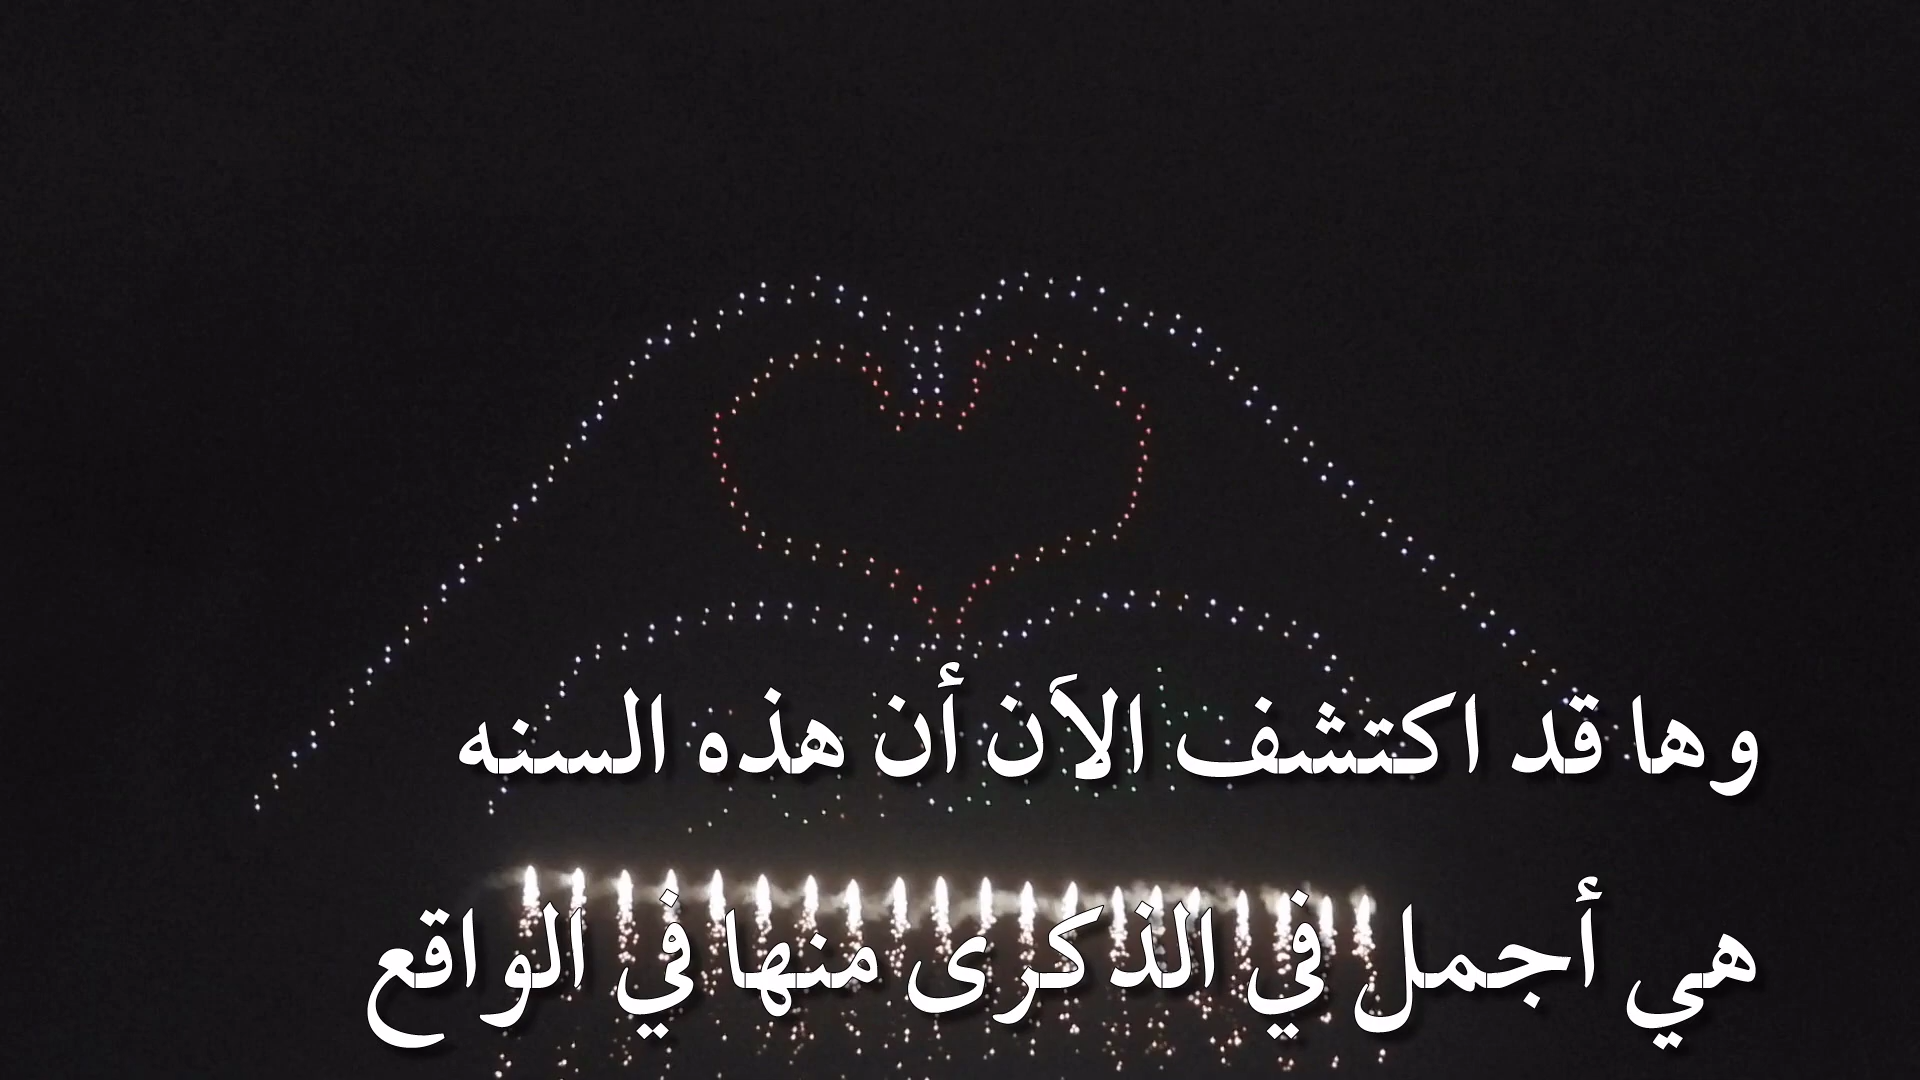 وها قد اكتشف الآن أن هذه السنه
هي أجمل في الذكرى منها في الواقع